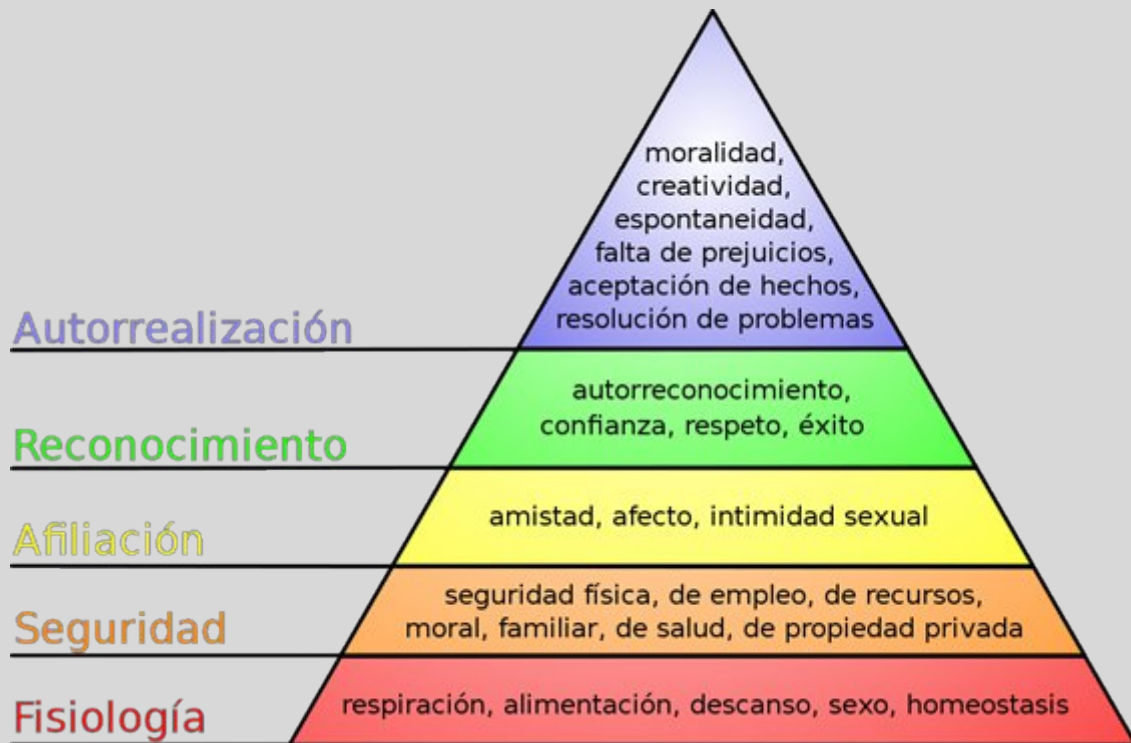 moralidad,
creatividad,
espontaneidad,
falta de prejuicios,
aceptación de hechos,
resolución de problemas
Autorrealización
autorreconocimiento,
confianza, respeto, éxito
Reconocimiento
amistad, afecto, intimidad sexual
Afiliación
seguridad física, de empleo, de recursos,
moral, familiar, de salud, de propiedad privada
Seguridad
respiración, alimentación, descanso, sexo, homeostasis
Fisiología